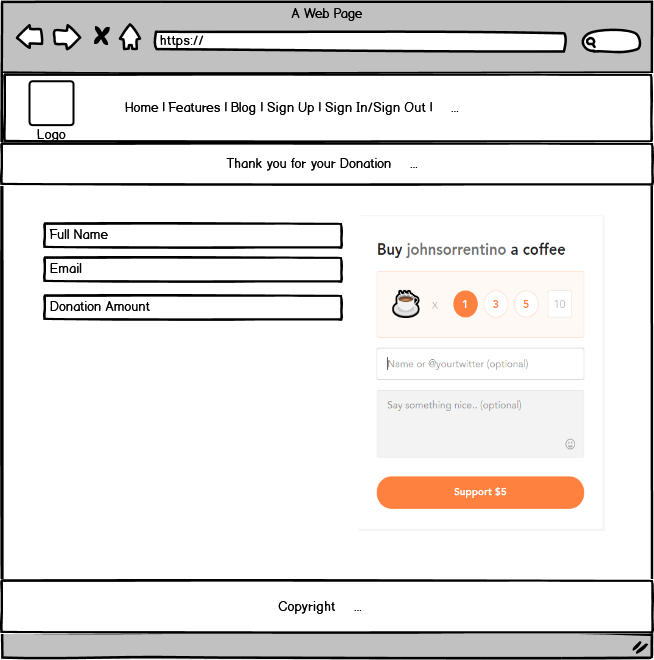 A Web Page
https://
Home | Features | Blog | Sign Up | Sign In/Sign Out | ...
Logo
Thank you for your Donation ...
Full Name
Email
Donation Amount
Buy johnsorrentino a coffee
x 1 3 5 10
Name or @yourtwitter (optional)
Say something nice.. (optional)
Support $5
Copyright ...